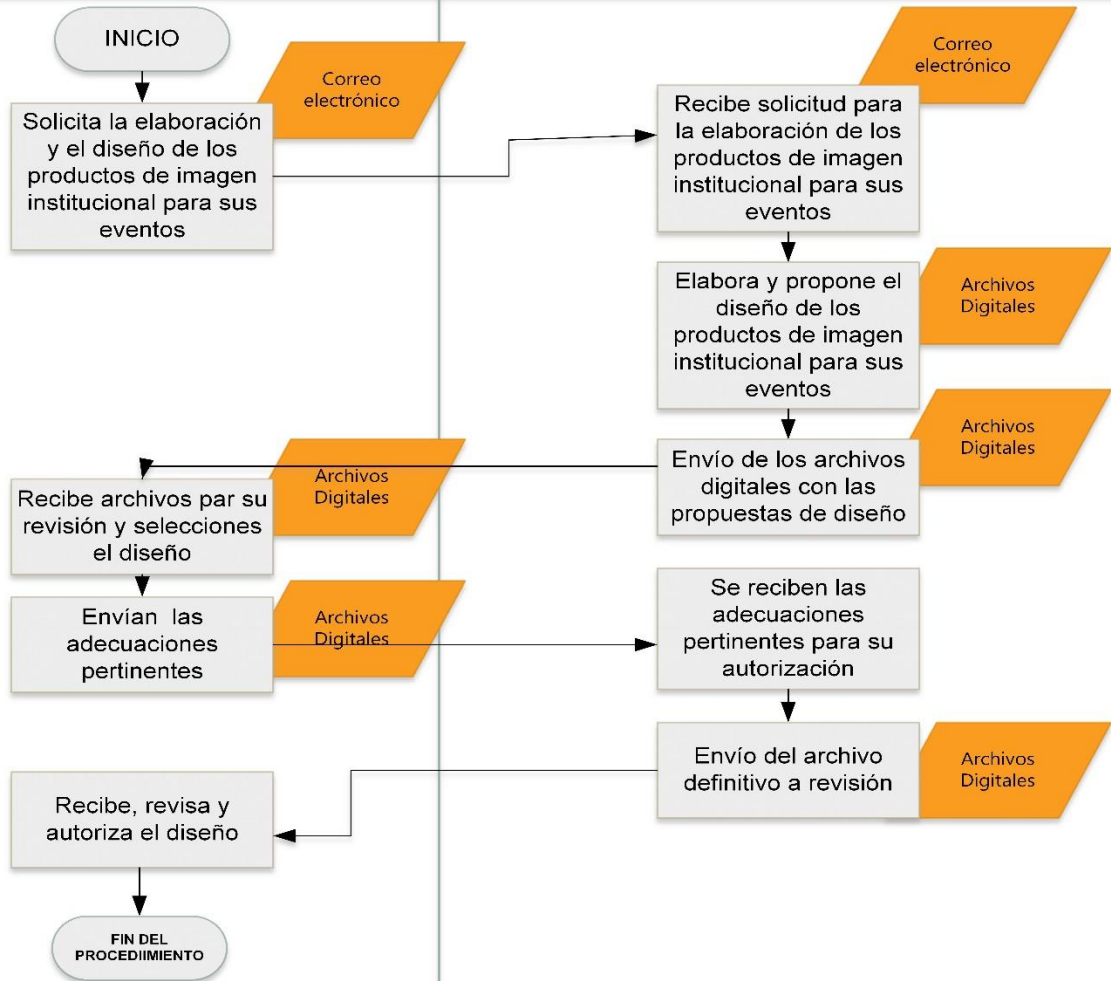 INICIO
Correo
electrónico
Solicita la elaboración
y el diseño de los
productos de imagen
institucional para sus
eventos
Correo
electrónico
Recibe solicitud para
la elaboración de los
productos de imagen
institucional para sus
eventos
Elabora y propone el
diseño de los
productos de imagen
institucional para sus
eventos
Archivos
Digitales
Envío de los archivos
digitales con las
propuestas de diseño
Archivos
Digitales
Recibe archivos par su
revisión y selecciones
el diseño
Archivos
Digitales
Envían las
adecuaciones
pertinentes
Archivos
Digitales
Se reciben las
adecuaciones
pertinentes para su
autorización
Envío del archivo
definitivo a revisión
Archivos
Digitales
Recibe, revisa y
autoriza el diseño
FIN DEL
PROCEDIIMIENTO